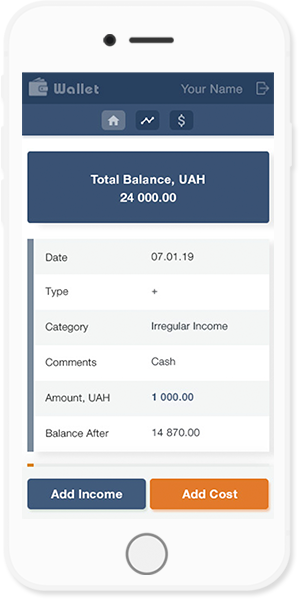 Wallet
Your Name
$
Total Balance, UAH
24 000.00
Date 07.01.19
Type +
Category Irregular Income
Comments Cash
Amount, UAH 1 000.00
Balance After 14 870.00
Add Income
Add Cost